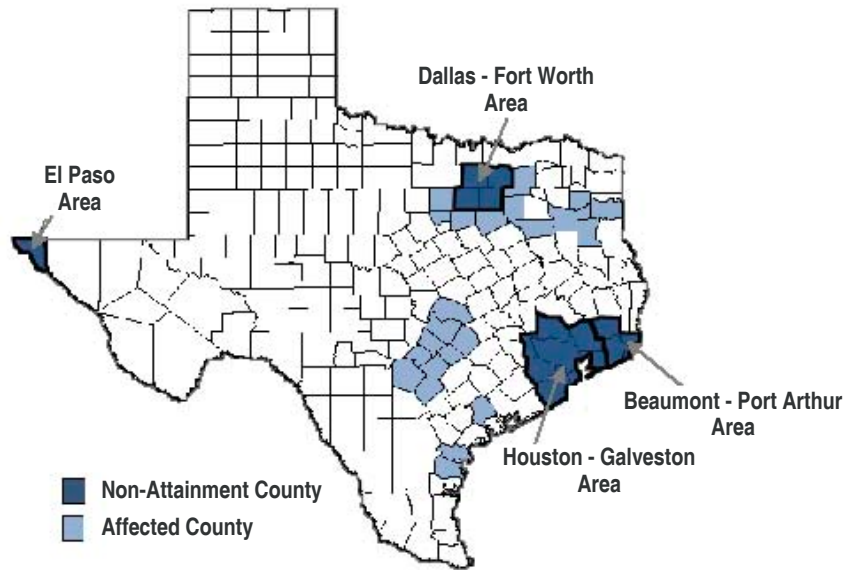 Dallas - Fort Worth
Area
El Paso
Area
Beaumont - Port Arthur
Area
Houston - Galveston
Area
Non-Attainment County
Affected County